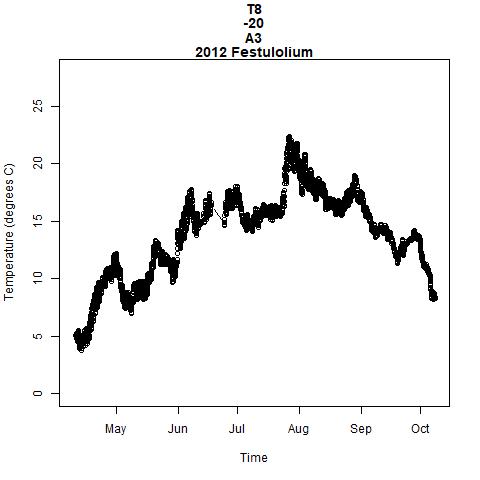 T8
-20
A3
2012 Festulolium
Temperature (degrees C)
25
20
15
10
5
0
May Jun Jul Aug Sep Oct
Time